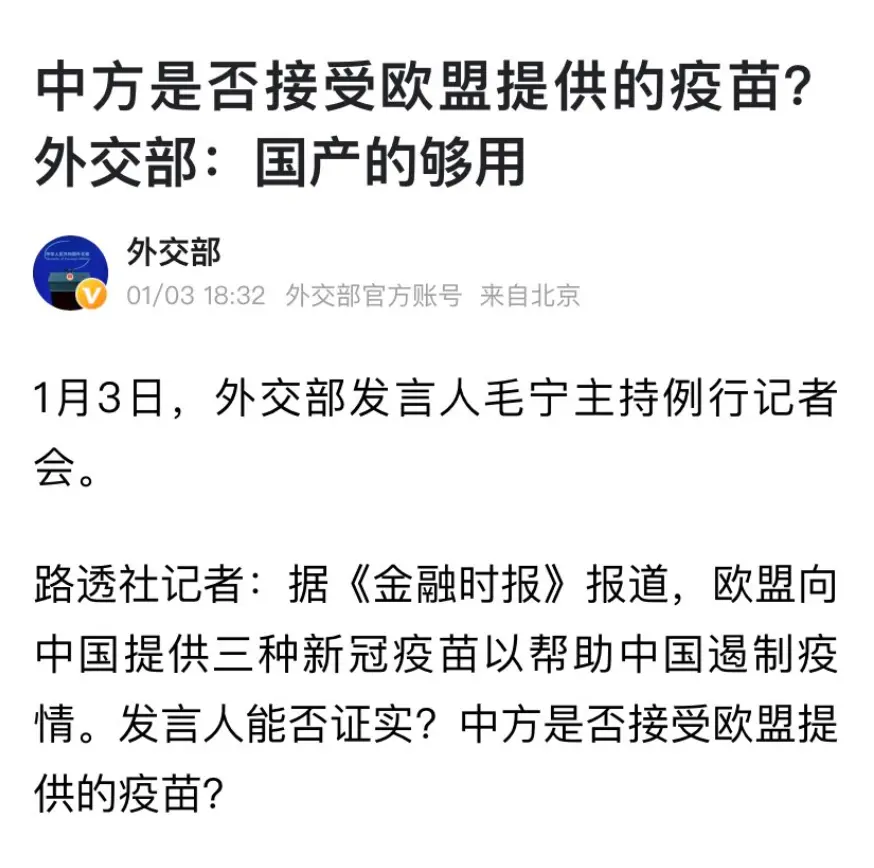 中方是否接受欧盟提供的疫苗?
外交部：国产的够用
外交部
01/03 18:32 外交部官方账号 来自北京
1月3日，外交部发言人毛宁主持例行记者
会。
路透社记者：据《金融时报》报道，欧盟向
中国提供三种新冠疫苗以帮助中国遏制疫
情。发言人能否证实？中方是否接受欧盟提
供的疫苗？